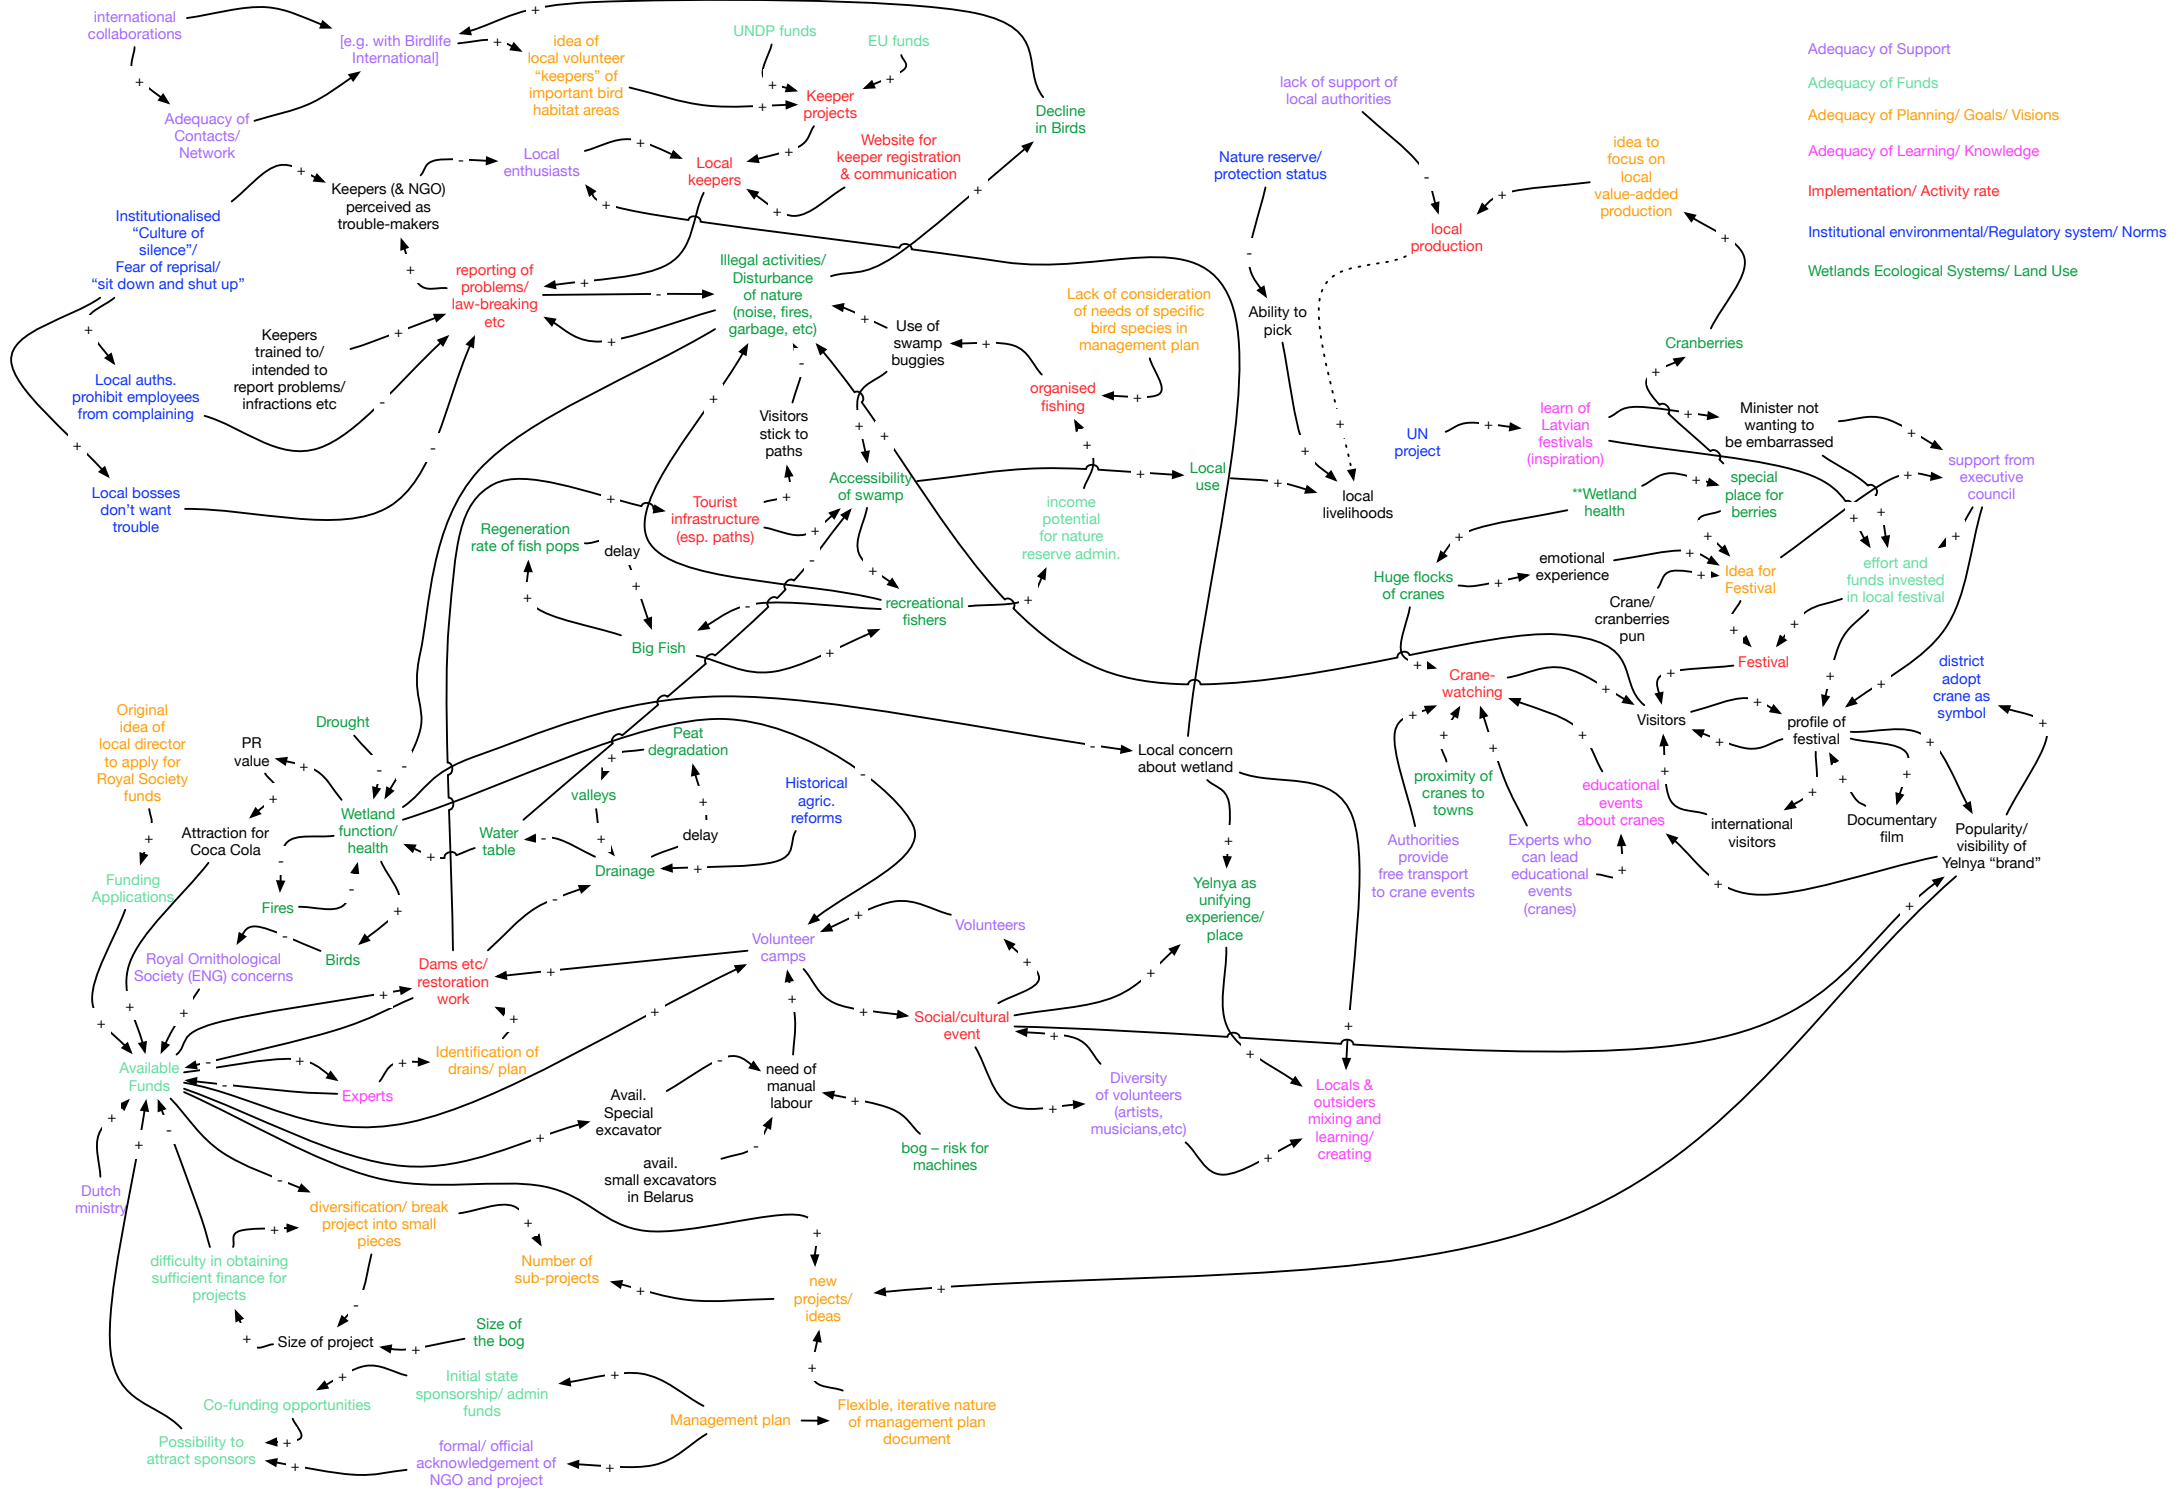 international
collaborations
[e.g. with Birdlife
International]
idea of
local volunteer
“keepers” of
important bird
habitat areas
UNDP funds
EU funds
Keeper
projects
Adequacy of
Contacts/
Network
Local
enthusiasts
Local
keepers
Website for
keeper registration
& communication
Decline
in Birds
lack of support of
local authorities
Nature reserve/
protection status
idea to
focus on
local
value-added
production
local
production
Adequacy of Support
Adequacy of Funds
Adequacy of Planning/ Goals/ Visions
Adequacy of Learning/ Knowledge
Implementation/ Activity rate
Institutional environmental/Regulatory system/ Norms
Wetlands Ecological Systems/ Land Use
Keepers (& NGO)
perceived as
trouble-makers
Institutionalised
“Culture of
silence”/
Fear of reprisal/
“sit down and shut up”
reporting of
problems/
law-breaking
etc
Illegal activities/
Disturbance
of nature
(noise, fires,
garbage, etc)
Keepers
trained to/
intended to
report problems/
infractions etc
Local auths.
prohibit employees
from complaining
Local bosses
don’t want
trouble
Use of
swamp
buggies
Lack of consideration
of needs of specific
bird species in
management plan
organised
fishing
Ability to
pick
Cranberries
Visitors
stick to
paths
Accessibility
of swamp
Local
use
local
livelihoods
UN
project
learn of
Latvian
festivals
(inspiration)
Minister not
wanting to
be embarrassed
support from
executive
council
**Wetland
health
special
place for
berries
Tourist
infrastructure
(esp. paths)
income
potential
for nature
reserve admin.
Regeneration
rate of fish pops
delay
Big Fish
recreational
fishers
Huge flocks
of cranes
emotional
experience
Idea for
Festival
Crane/
cranberries
pun
effort and
funds invested
in local festival
Festival
Crane-
watching
Visitors
profile of
festival
district
adopt
crane as
symbol
Original
idea of
local director
to apply for
Royal Society
funds
PR
value
Drought
Attraction for
Coca Cola
Wetland
function/
health
Water
table
Peat
degradation
valleys
delay
Drainage
Historical
agric.
reforms
Local concern
about wetland
proximity of
cranes to
towns
educational
events
about cranes
international
visitors
Documentary
film
Popularity/
visibility of
Yelnya “brand”
Authorities
provide
free transport
to crane events
Experts who
can lead
educational
events
(cranes)
Funding
Applications
Fires
Birds
Royal Ornithological
Society (ENG) concerns
Dams etc/
restoration
work
Volunteer
camps
Volunteers
Yelnya as
unifying
experience/
place
Social/cultural
event
Available
Funds
Experts
Identification of
drains/ plan
Avail.
Special
excavator
need of
manual
labour
avail.
small excavators
in Belarus
bog – risk for
machines
Diversity
of volunteers
(artists,
musicians,etc)
Locals &
outsiders
mixing and
learning/
creating
Dutch
ministry
diversification/ break
project into small
pieces
difficulty in obtaining
sufficient finance for
projects
Number of
sub-projects
new
projects/
ideas
Size of project
Size of
the bog
Initial state
sponsorship/ admin
funds
Co-funding opportunities
Possibility to
attract sponsors
formal/ official
acknowledgement of
NGO and project
Management plan
Flexible, iterative nature
of management plan
document